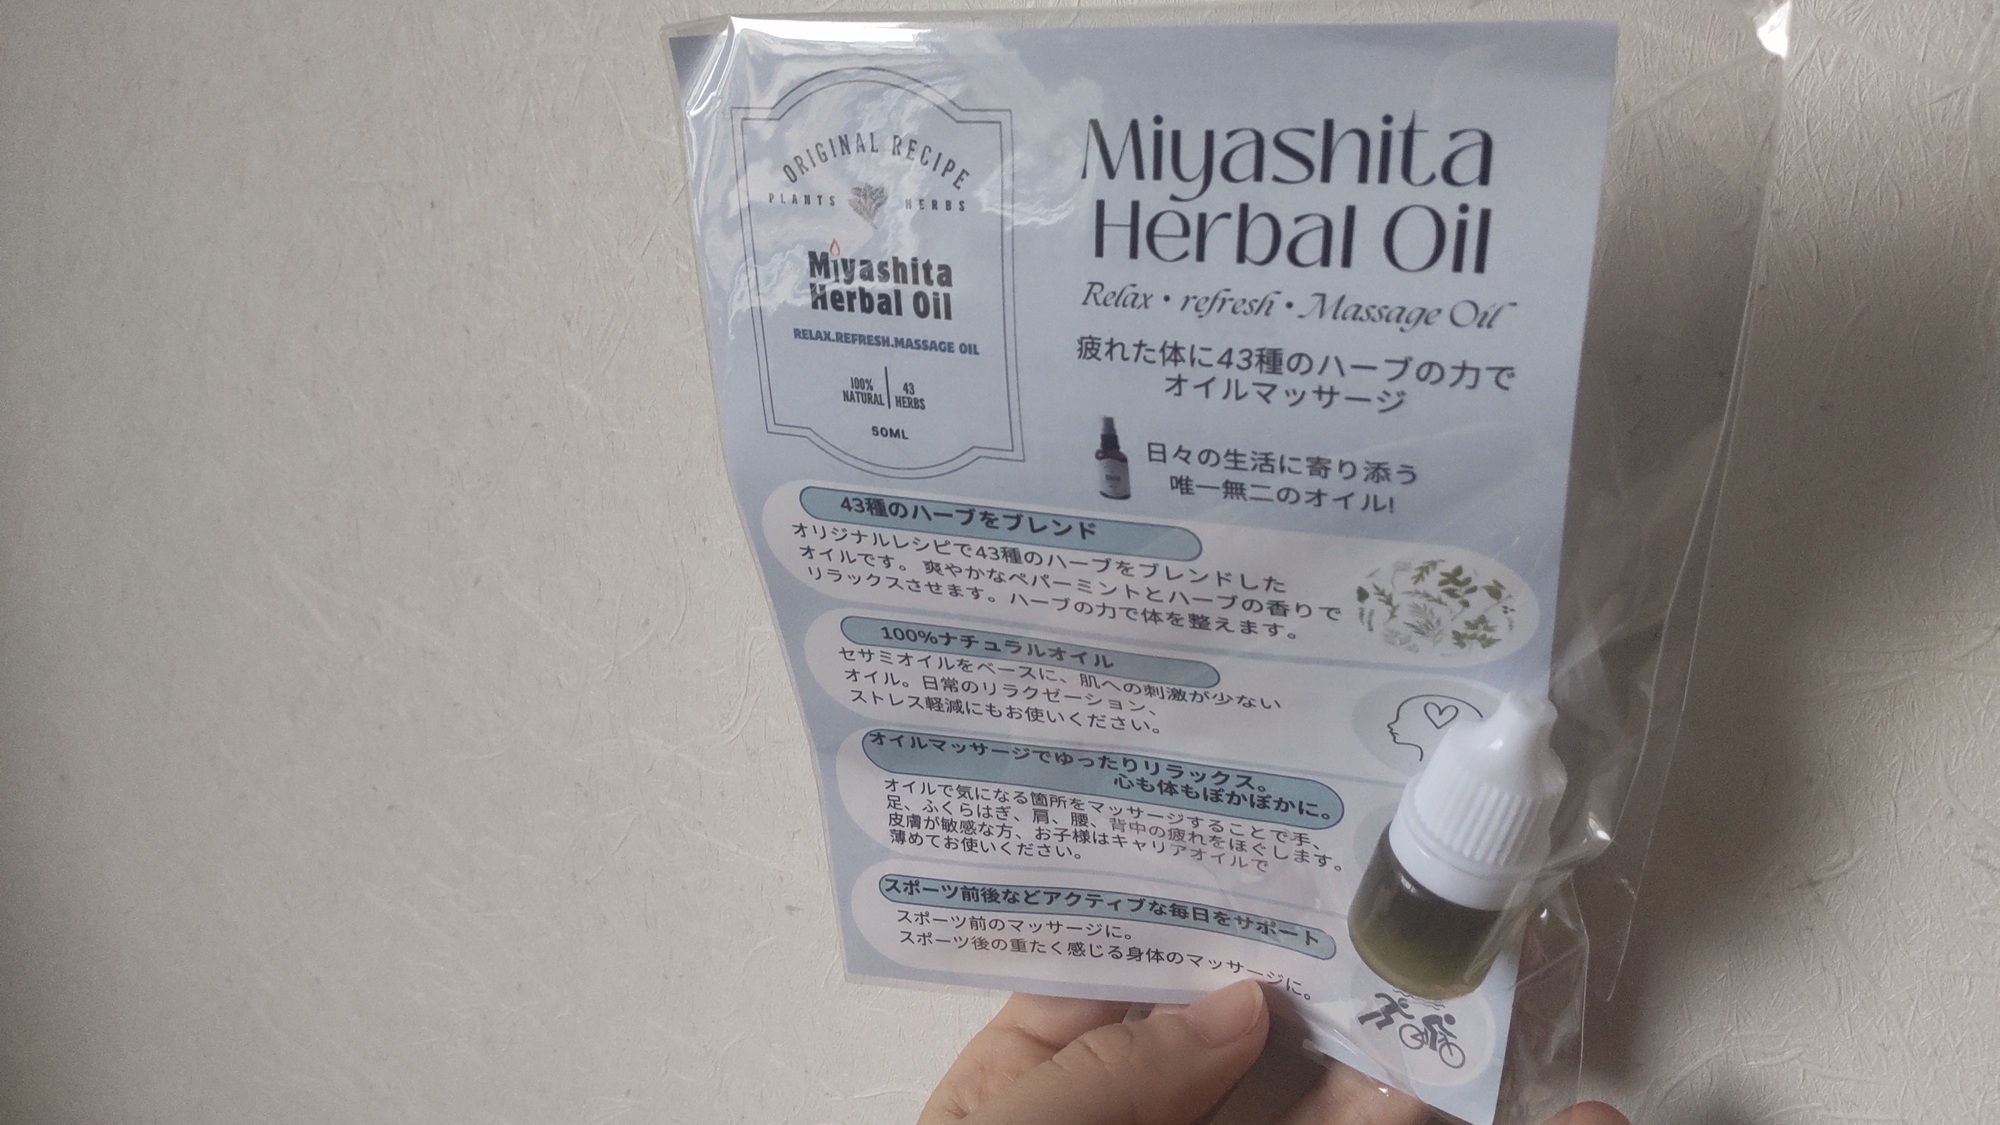 ORIGINAL RECIPE
PLANTS HERBS
Miyashita
Herbal Oil
RELAX.REFRESH.MASSAGE OIL
100%
NATURAL
43
HERBS
50ML
Miyashita
Herbal Oil
Relax・refresh・Massage Oil
疲れた体に43種のハーブの力で
オイルマッサージ
日々の生活に寄り添う
唯一無二のオイル!
43種のハーブをブレンド
オリジナルレシピで43種のハーブをブレンドした
オイルです。爽やかなペパーミントとハーブの香りで
リラックスさせます。ハーブの力で体を整えます。
100%ナチュラルオイル
セサミオイルをベースに、肌への刺激が少ない
オイル。日常のリラクゼーション、
ストレス軽減にもお使いください。
オイルマッサージでゆったりリラックス。
心も体もぽかぽかに。
オイルで気になる箇所をマッサージすることで手、
足、ふくらはぎ、肩、腰、背中の疲れをほぐします。
皮膚が敏感な方、お子様はキャリアオイルで
薄めてお使いください。
スポーツ前後などアクティブな毎日をサポート
スポーツ前のマッサージに。
スポーツ後の重たく感じる身体のマッサージに。